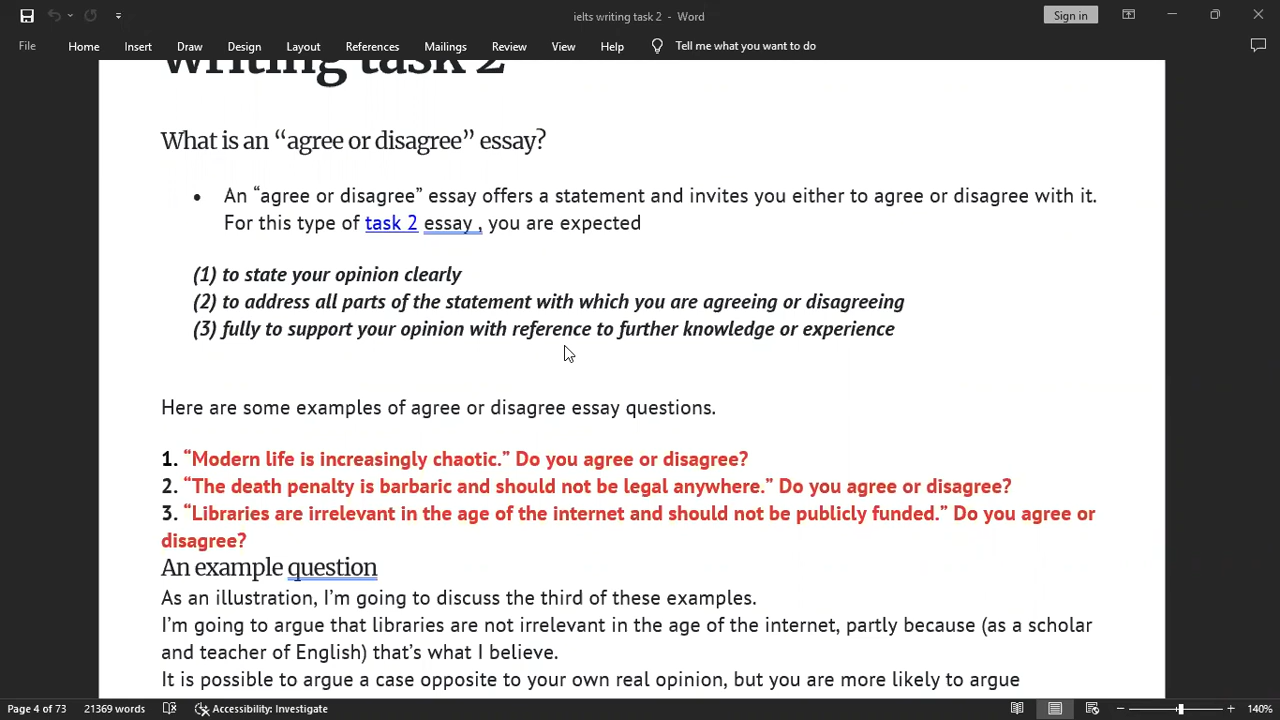 ielts writing task 2 - Word
Sign in
File Home Insert Draw Design Layout References Mailings Review View Help Tell me what you want to do
writing task 2
What is an “agree or disagree” essay?
• An “agree or disagree” essay offers a statement and invites you either to agree or disagree with it.
For this type of task 2 essay , you are expected
(1) to state your opinion clearly
(2) to address all parts of the statement with which you are agreeing or disagreeing
(3) fully to support your opinion with reference to further knowledge or experience
Here are some examples of agree or disagree essay questions.
1. “Modern life is increasingly chaotic.” Do you agree or disagree?
2. “The death penalty is barbaric and should not be legal anywhere.” Do you agree or disagree?
3. “Libraries are irrelevant in the age of the internet and should not be publicly funded.” Do you agree or
disagree?
An example question
As an illustration, I’m going to discuss the third of these examples.
I’m going to argue that libraries are not irrelevant in the age of the internet, partly because (as a scholar
and teacher of English) that’s what I believe.
It is possible to argue a case opposite to your own real opinion, but you are more likely to argue
Page 4 of 73 21369 words Accessibility: Investigate 140%